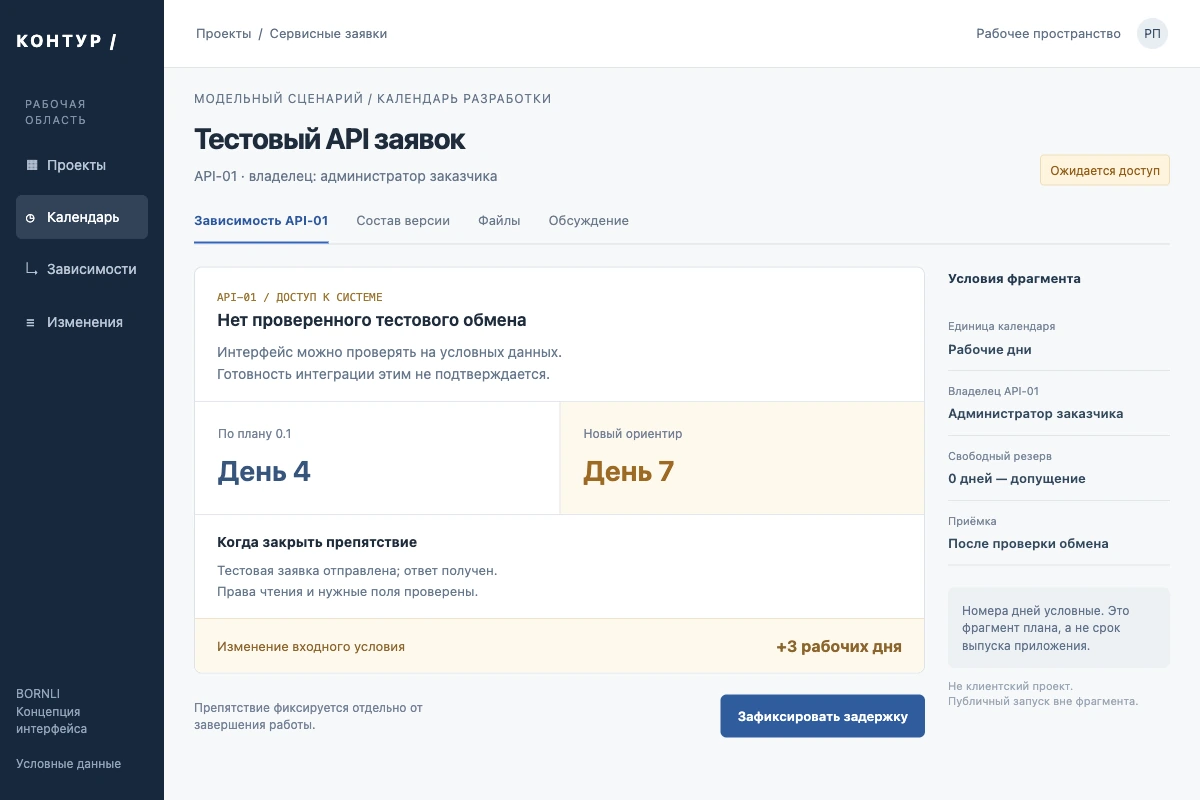 КОНТУР /
РАБОЧАЯ
ОБЛАСТЬ
Проекты
Календарь
Зависимости
Изменения
BORNLI
Концепция
интерфейса
Условные данные
Проекты / Сервисные заявки
Рабочее пространство
РП
МОДЕЛЬНЫЙ СЦЕНАРИЙ / КАЛЕНДАРЬ РАЗРАБОТКИ
Тестовый API заявок
API-01 · владелец: администратор заказчика
Ожидается доступ
Зависимость API-01
Состав версии
Файлы
Обсуждение
API-01 / ДОСТУП К СИСТЕМЕ
Нет проверенного тестового обмена
Интерфейс можно проверять на условных данных.
Готовность интеграции этим не подтверждается.
По плану 0.1
День 4
Новый ориентир
День 7
Когда закрыть препятствие
Тестовая заявка отправлена; ответ получен.
Права чтения и нужные поля проверены.
Изменение входного условия
+3 рабочих дня
Препятствие фиксируется отдельно от
завершения работы.
Зафиксировать задержку
Условия фрагмента
Единица календаря
Рабочие дни
Владелец API-01
Администратор заказчика
Свободный резерв
0 дней — допущение
Приёмка
После проверки обмена
Номера дней условные. Это
фрагмент плана, а не срок
выпуска приложения.
Не клиентский проект.
Публичный запуск вне фрагмента.